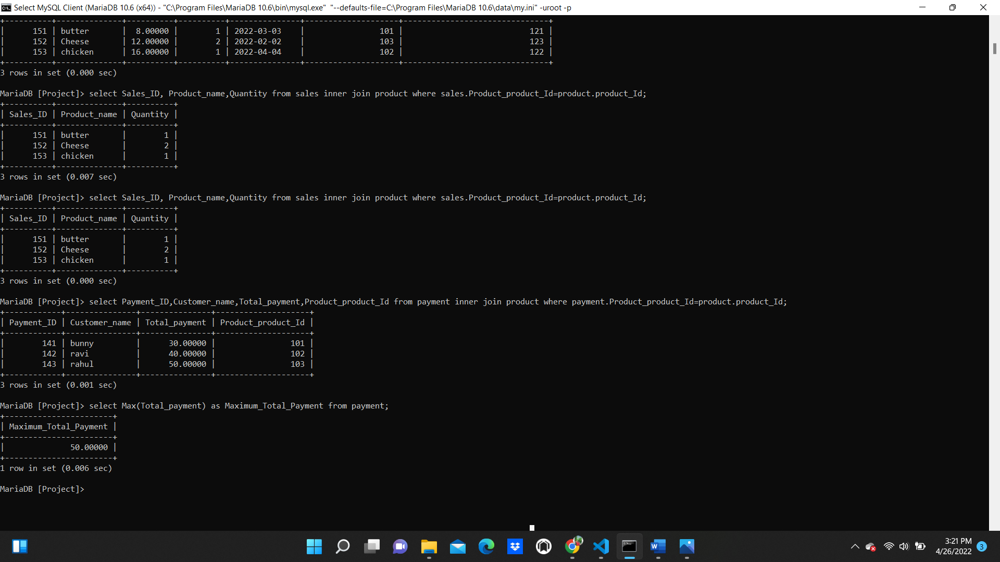 Select MySQL Client (MariaDB 10.6 (x64)) - "C:\Program Files\MariaDB 10.6\bin\mysql.exe"  "--defaults-file=C:\Program Files\MariaDB 10.6\data\my.ini" -uroot -p
+----------+--------------+----------+----------+---------------+--------------------+-------------------------------+
|      151 | butter       |  8.00000 |        1 | 2022-03-03    |                101 |                           121 |
|      152 | Cheese       | 12.00000 |        2 | 2022-02-02    |                103 |                           123 |
|      153 | chicken      | 16.00000 |        1 | 2022-04-04    |                102 |                           122 |
+----------+--------------+----------+----------+---------------+--------------------+-------------------------------+
3 rows in set (0.000 sec)

MariaDB [Project]> select Sales_ID, Product_name,Quantity from sales inner join product where sales.Product_product_Id=product.product_Id;
+----------+--------------+----------+
| Sales_ID | Product_name | Quantity |
+----------+--------------+----------+
|      151 | butter       |        1 |
|      152 | Cheese       |        2 |
|      153 | chicken      |        1 |
+----------+--------------+----------+
3 rows in set (0.007 sec)

MariaDB [Project]> select Sales_ID, Product_name,Quantity from sales inner join product where sales.Product_product_Id=product.product_Id;
+----------+--------------+----------+
| Sales_ID | Product_name | Quantity |
+----------+--------------+----------+
|      151 | butter       |        1 |
|      152 | Cheese       |        2 |
|      153 | chicken      |        1 |
+----------+--------------+----------+
3 rows in set (0.000 sec)

MariaDB [Project]> select Payment_ID,Customer_name,Total_payment,Product_product_Id from payment inner join product where payment.Product_product_Id=product.product_Id;
+------------+---------------+---------------+--------------------+
| Payment_ID | Customer_name | Total_payment | Product_product_Id |
+------------+---------------+---------------+--------------------+
|        141 | bunny         |      30.00000 |                101 |
|        142 | ravi          |      40.00000 |                102 |
|        143 | rahul         |      50.00000 |                103 |
+------------+---------------+---------------+--------------------+
3 rows in set (0.001 sec)

MariaDB [Project]> select Max(Total_payment) as Maximum_Total_Payment from payment;
+-----------------------+
| Maximum_Total_Payment |
+-----------------------+
|              50.00000 |
+-----------------------+
1 row in set (0.006 sec)

MariaDB [Project]>
3:21 PM
4/26/2022
3